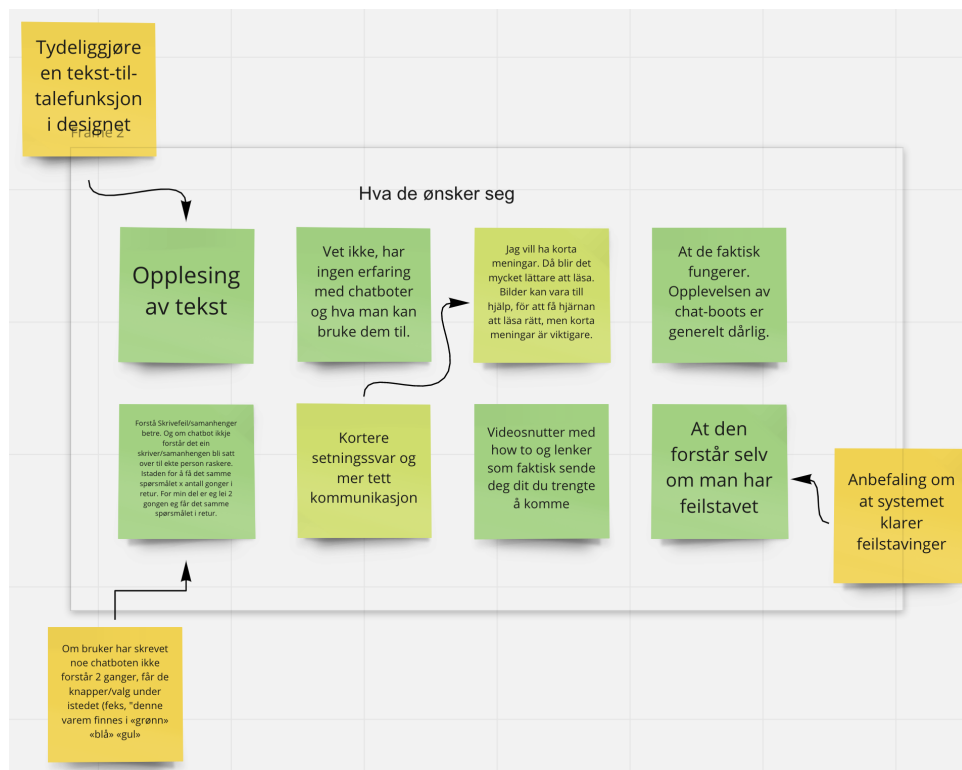 Tydeliggjøre
en tekst-til-
talefunksjon
i designet
Frame 2
Hva de ønsker seg
Opplesing
av tekst
Vet ikke, har
ingen erfaring
med chatboter
og hva man kan
bruke dem til.
Jag vill ha korta
meningar. Då blir det
mycket lättare att läsa.
Bilder kan vara till
hjälp, för att få hjärnan
att läsa rätt, men korta
meningar är viktigare.
At de faktisk
fungerer.
Opplevelsen av
chat-boots er
generelt dårlig.
Forstå Skrivefeil/samanhenger
betre. Og om chatbot ikkje
forstår det ein
skriver/samanhengen bli satt
over til ekte person raskere.
Istaden for å få det samme
spørsmålet x antall gonger i
retur. For min del er eg lei 2
gongen eg får det samme
spørsmålet i retur.
Kortere
setningssvar og
mer tett
kommunikasjon
Videosnutter med
how to og lenker
som faktisk sende
deg dit du trengte
å komme
At den
forstår selv
om man har
feilstavet
Anbefaling om
at systemet
klarer
feilstavinger
Om bruker har skrevet
noe chatboten ikke
forstår 2 ganger, får de
knapper/valg under
istedet (feks, "denne
varem finnes i «grønn»
«blå» «gul»